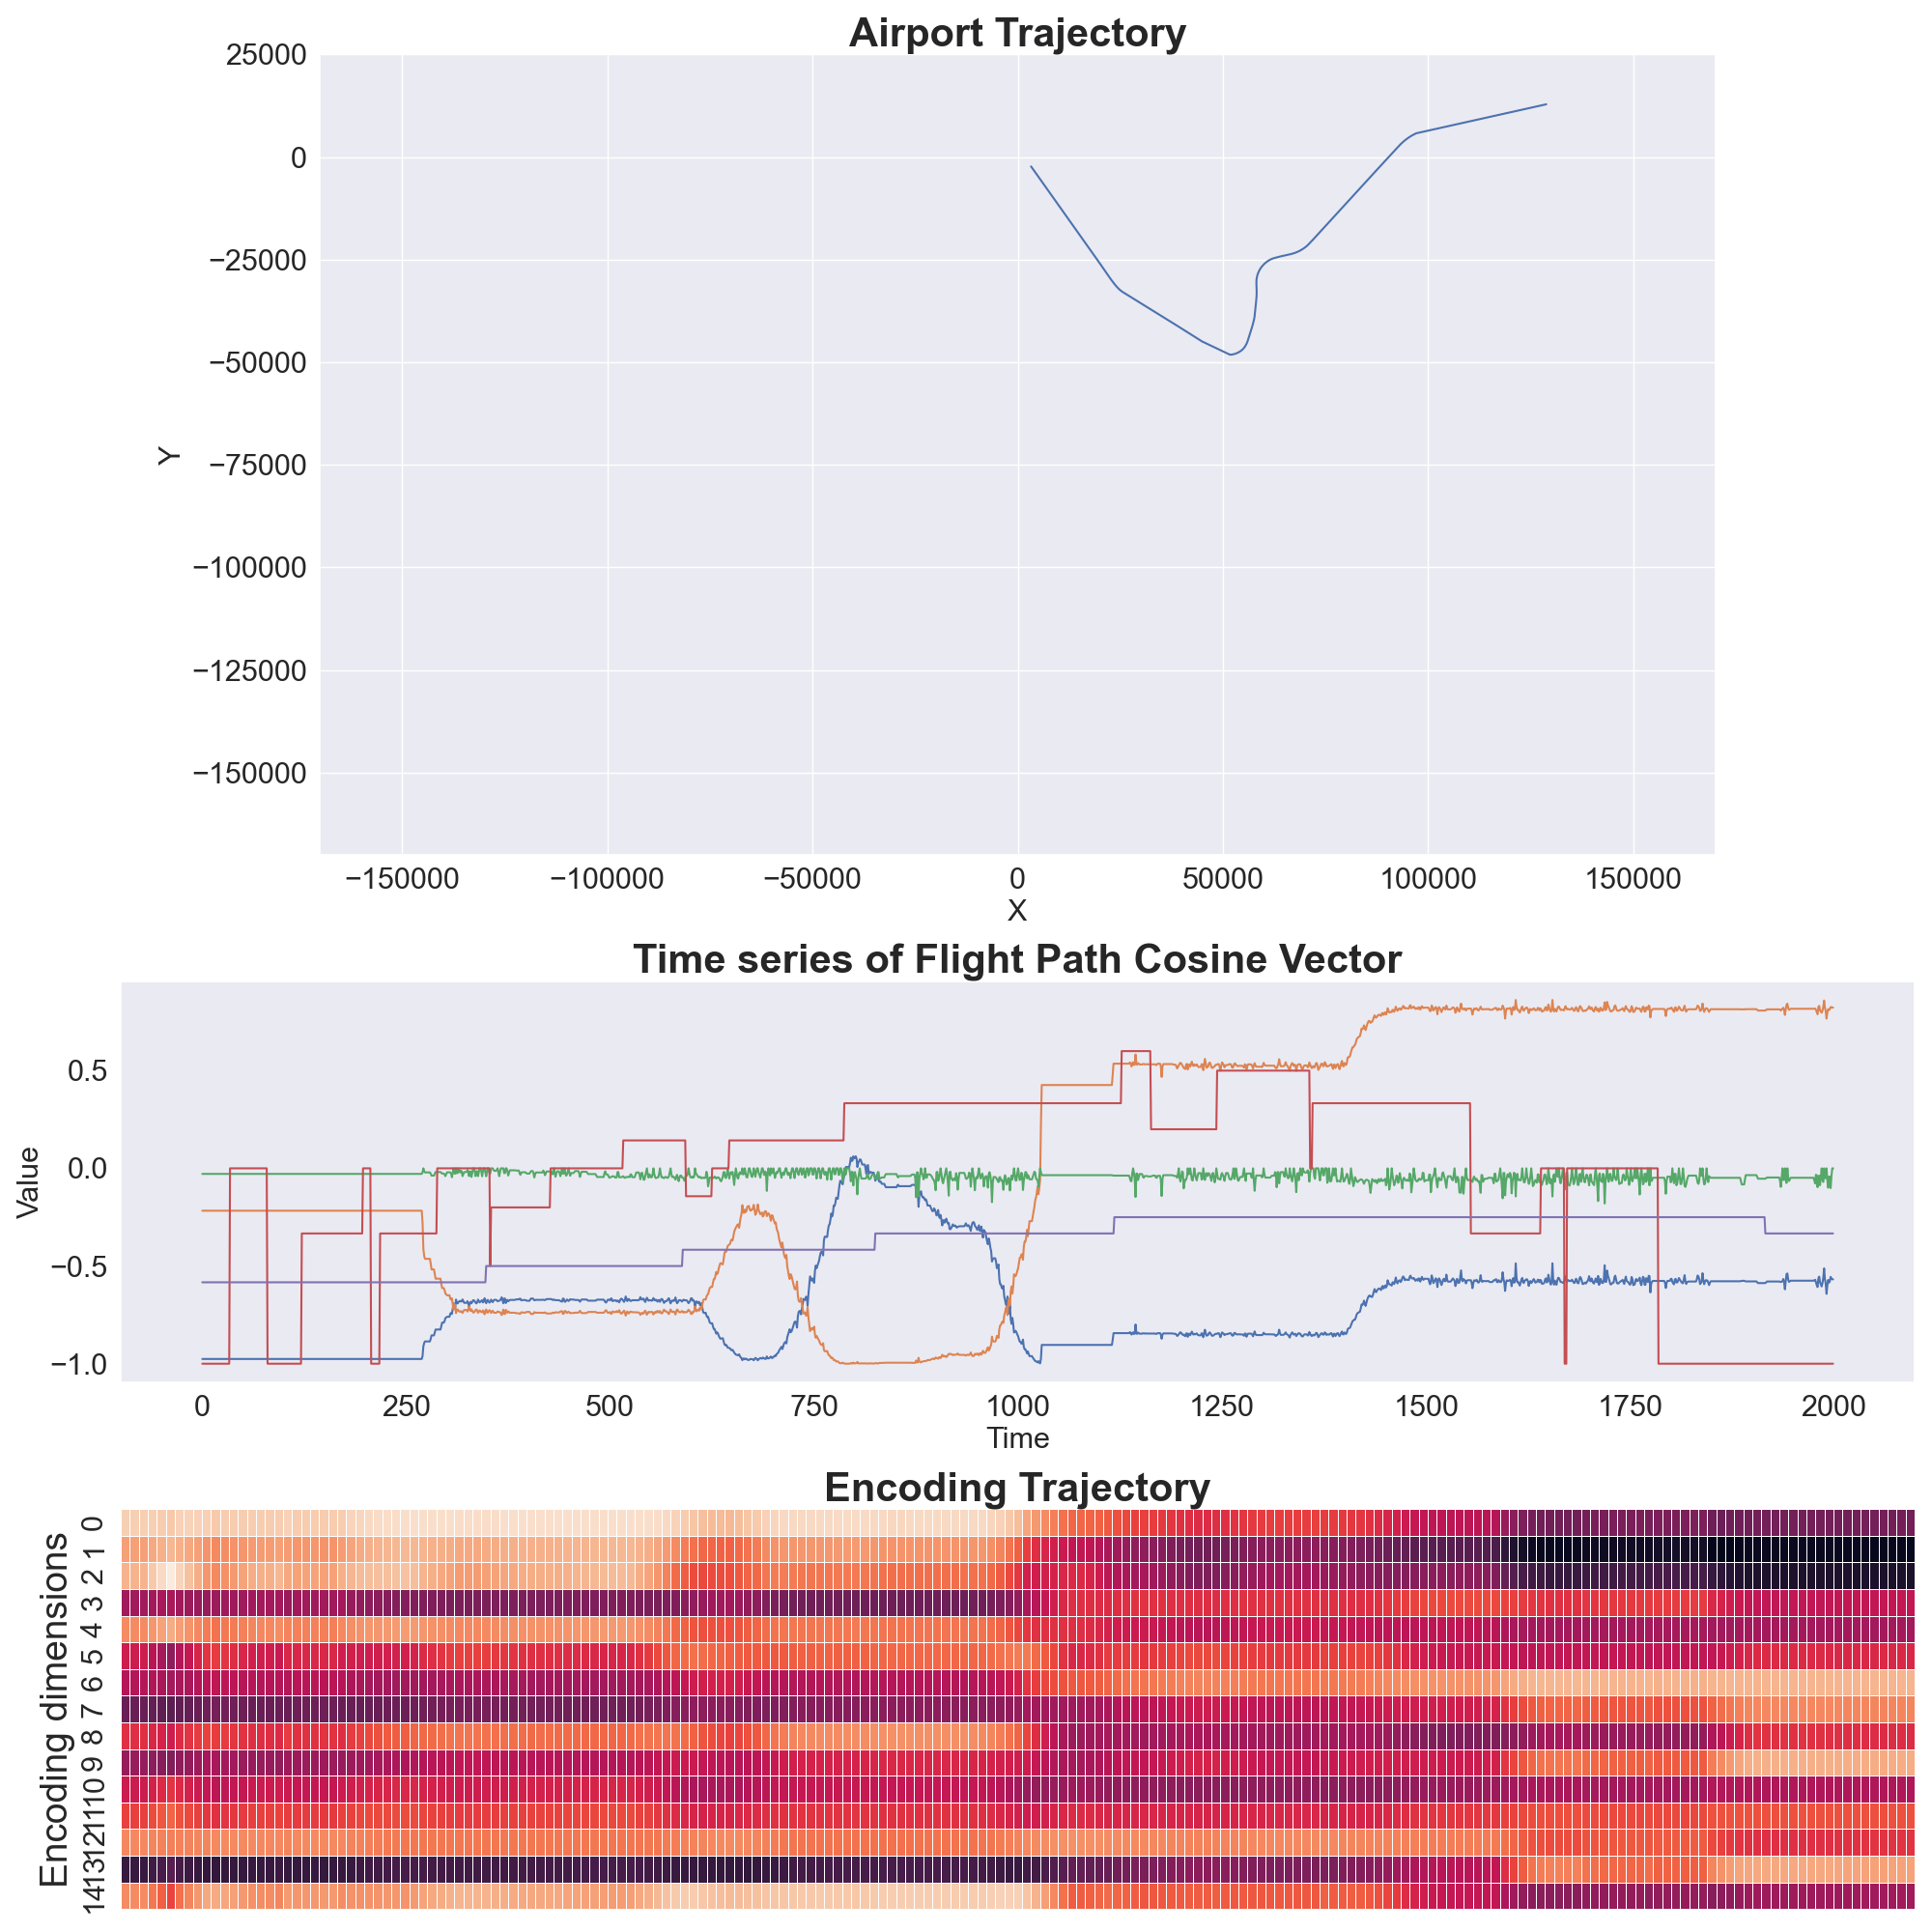 Airport Trajectory
25000
0
−25000
−50000
−75000
−100000
−125000
−150000
Y
−150000 −100000 −50000 0 50000 100000 150000
X
Time series of Flight Path Cosine Vector
0.5
0.0
−0.5
−1.0
Value
0 250 500 750 1000 1250 1500 1750 2000
Time
Encoding Trajectory
Encoding dimensions
0
1
2
3
4
5
6
7
8
9
10
11
12
13
14